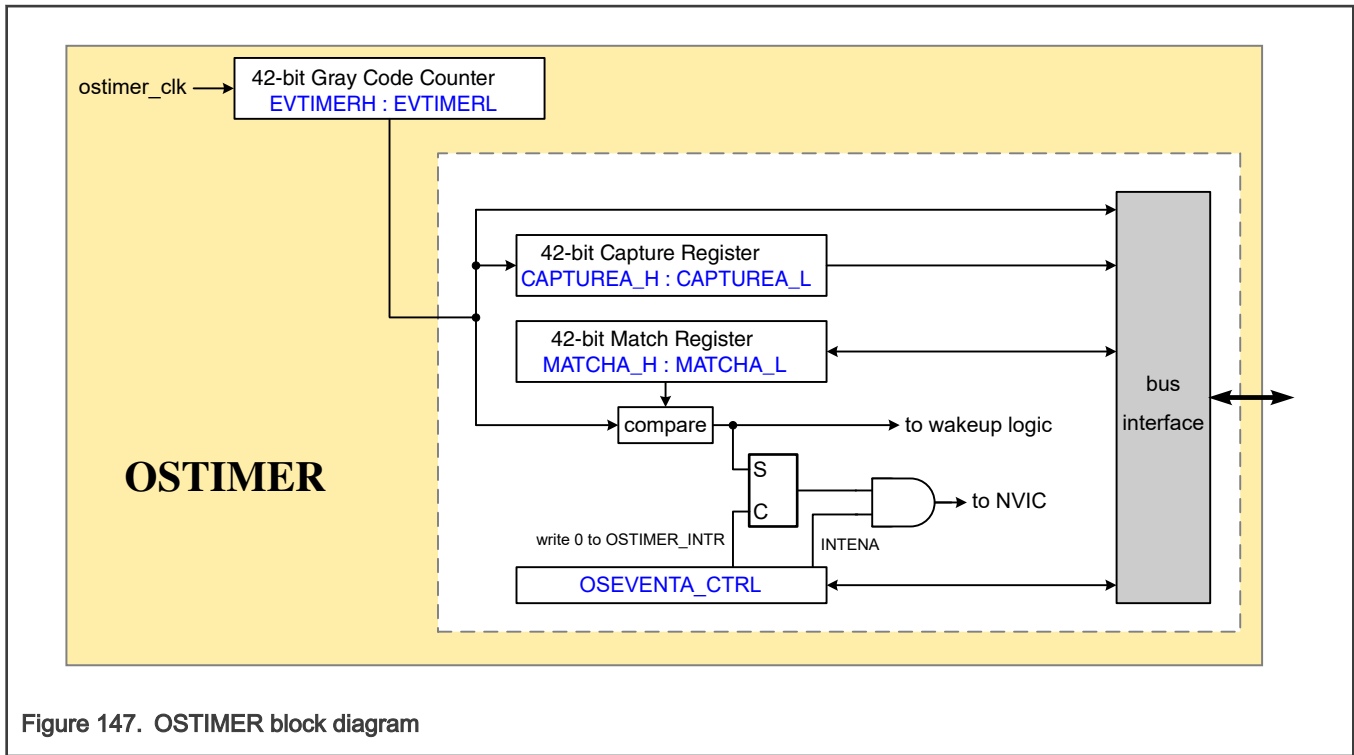 ostimer_clk
42-bit Gray Code Counter
EVTIMERH : EVTIMERL
42-bit Capture Register
CAPTUREA_H : CAPTUREA_L
42-bit Match Register
MATCHA_H : MATCHA_L
bus
interface
compare
to wakeup logic
OSTIMER
S
C
to NVIC
write 0 to OSTIMER_INTR
INTENA
OSEVENTA_CTRL
Figure 147. OSTIMER block diagram